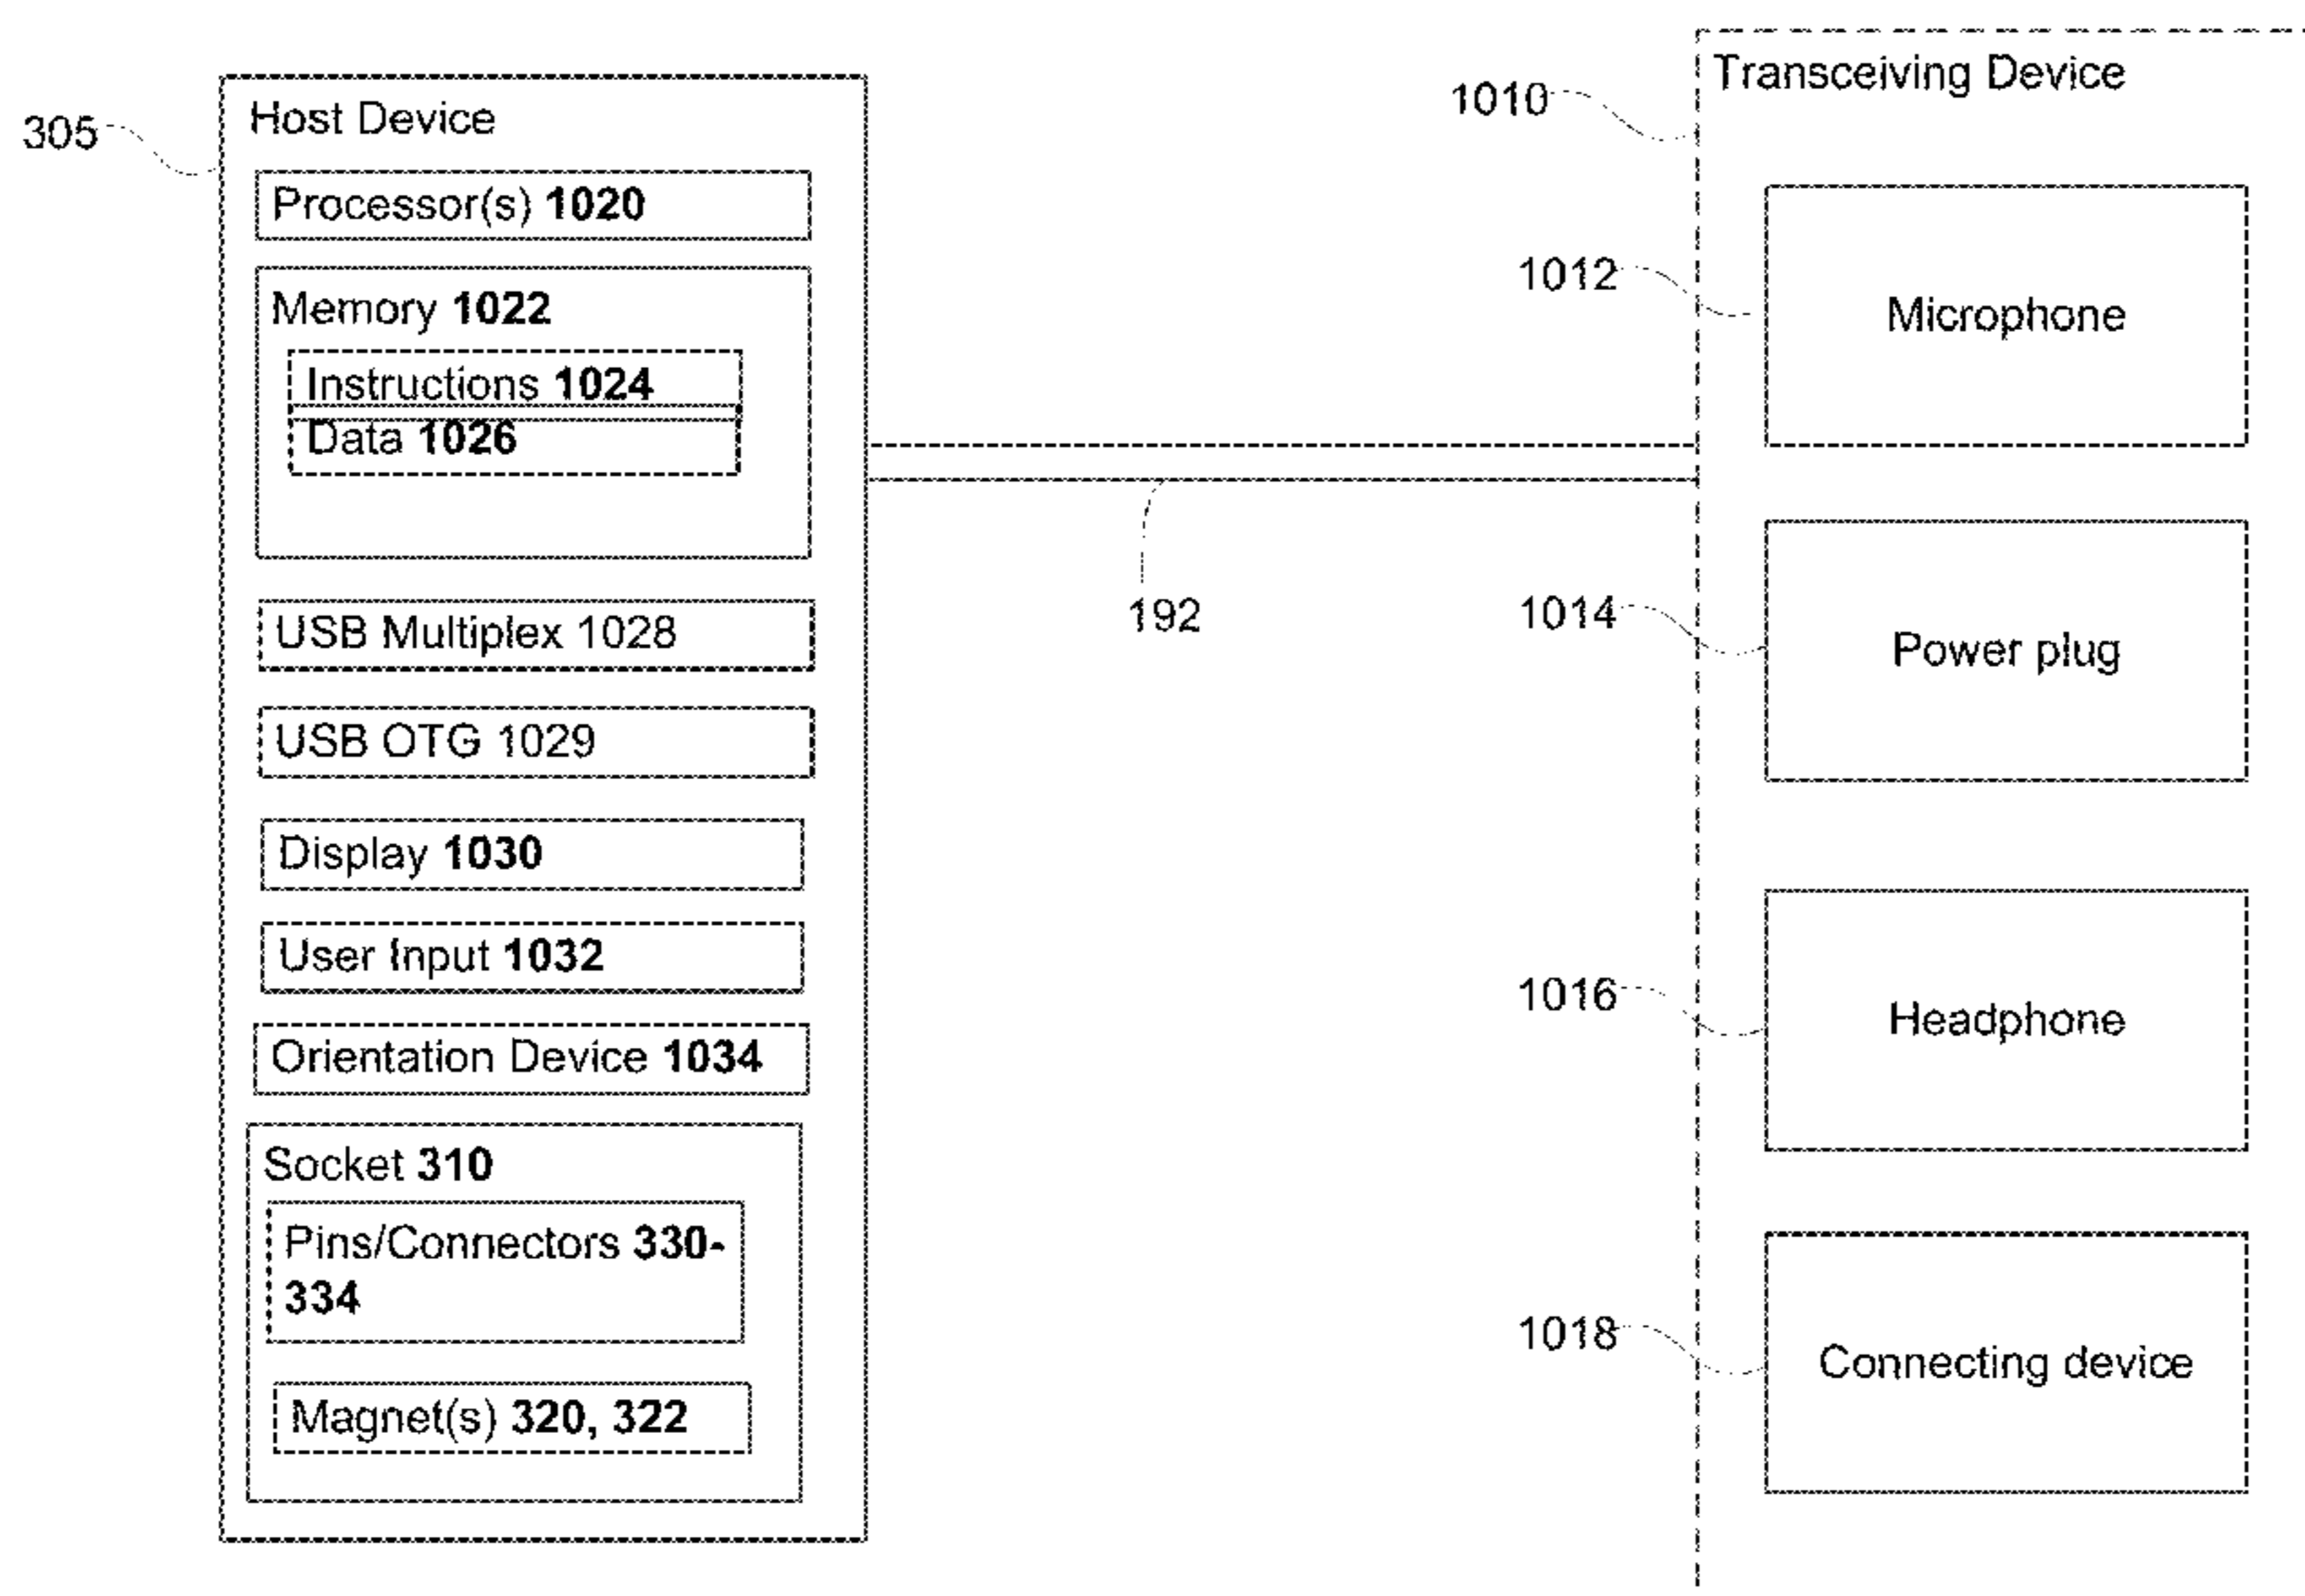 305
Host Device
Processor(s) 1020
Memory 1022
Instructions 1024
Data 1026
USB Multiplex 1028
USB OTG 1029
Display 1030
User Input 1032
Orientation Device 1034
Socket 310
Pins/Connectors 330-
334
Magnet(s) 320, 322
192
1010
Transceiving Device
1012
Microphone
1014
Power plug
1016
Headphone
1018
Connecting device